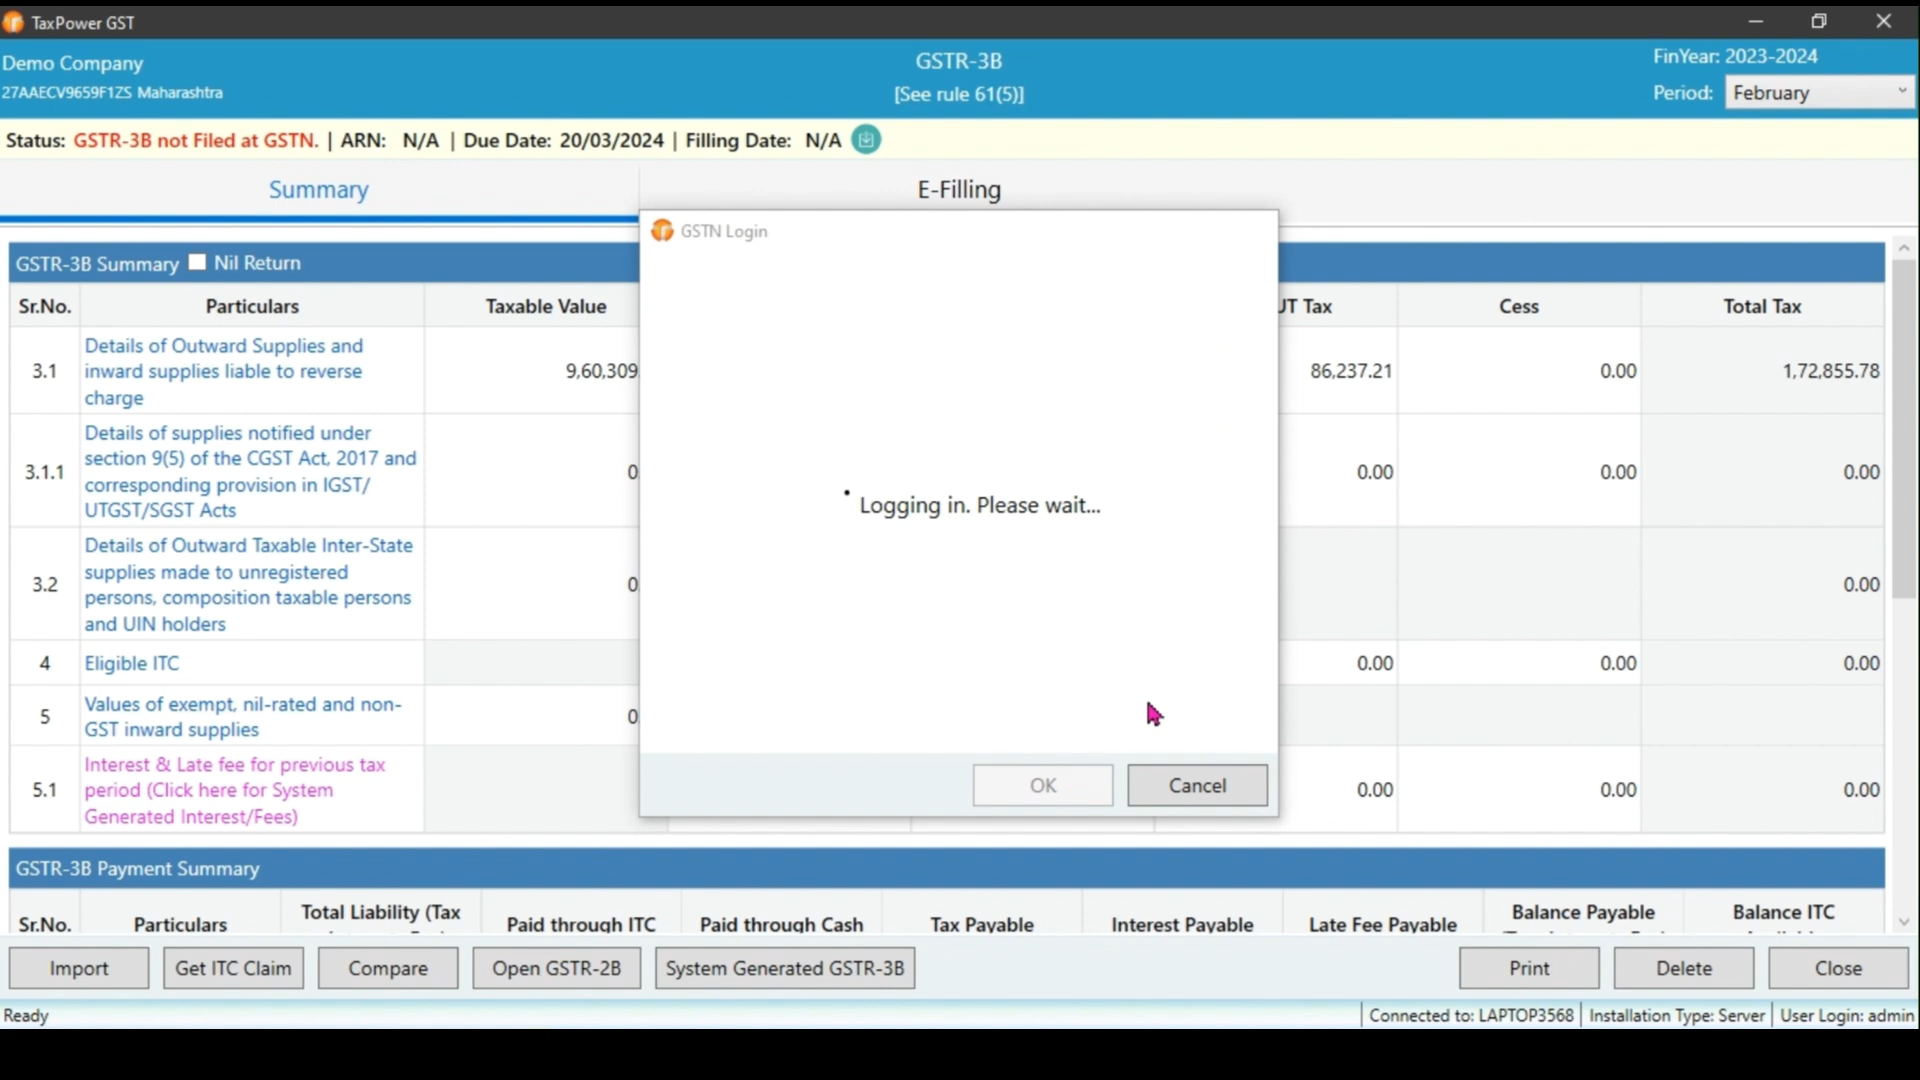 TaxPower GST
Demo Company
27AAECV9659F1ZS Maharashtra
GSTR-3B
[See rule 61(5)]
FinYear: 2023-2024
Period: February
Status: GSTR-3B not Filed at GSTN. | ARN: N/A | Due Date: 20/03/2024 | Filling Date: N/A
Summary
E-Filling
GSTN Login
Logging in. Please wait...
OK
Cancel
GSTR-3B Summary Nil Return
Sr.No. Particulars Taxable Value UT Tax Cess Total Tax
3.1 Details of Outward Supplies and
inward supplies liable to reverse
charge
9,60,309 86,237.21 0.00 1,72,855.78
3.1.1 Details of supplies notified under
section 9(5) of the CGST Act, 2017 and
corresponding provision in IGST/
UTGST/SGST Acts
0 0.00 0.00 0.00
3.2 Details of Outward Taxable Inter-State
supplies made to unregistered
persons, composition taxable persons
and UIN holders
0 0.00
4 Eligible ITC 0.00 0.00 0.00
5 Values of exempt, nil-rated and non-
GST inward supplies
0
5.1 Interest & Late fee for previous tax
period (Click here for System
Generated Interest/Fees)
0.00 0.00 0.00
GSTR-3B Payment Summary
Sr.No. Particulars Total Liability (Tax Paid through ITC Paid through Cash Tax Payable Interest Payable Late Fee Payable Balance Payable Balance ITC
Import Get ITC Claim Compare Open GSTR-2B System Generated GSTR-3B Print Delete Close
Ready
Connected to: LAPTOP3568 Installation Type: Server User Login: admin